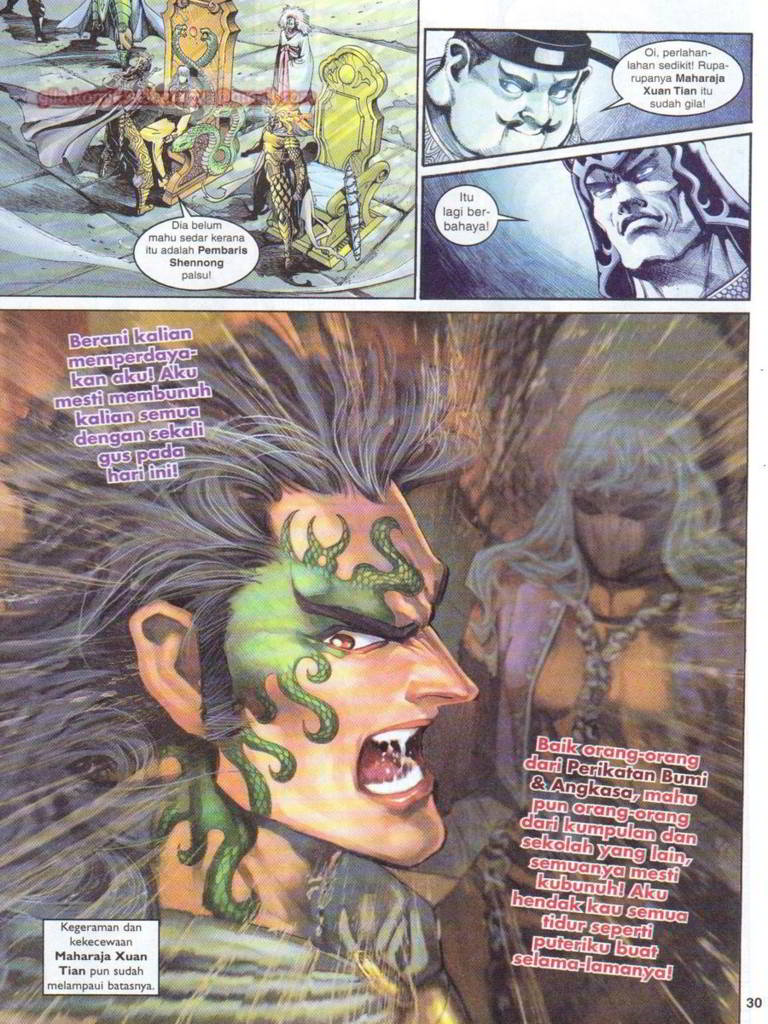 Dia belum
mahu sedar kerana
itu adalah Pembaris
Shennong
palsu!
Oi, perlahan-
lahan sedikit! Rupa-
rupanya Maharaja
Xuan Tian itu
sudah gila!
Itu
lagi ber-
bahaya!
Berani kalian
memperdaya-
kan aku! Aku
mesti membunuh
kalian semua
dengan sekali
gus pada
hari ini!
Baik orang-orang
dari Perikatan Bumi
& Angkasa, mahu
pun orang-orang
dari kumpulan dan
sekolah yang lain,
semuanya mesti
kubunuh! Aku
hendak kau semua
tidur seperti
puteriku buat
selama-lamanya!
Kegeraman dan
kekecewaan
Maharaja Xuan
Tian pun sudah
melampaui batasnya.
30